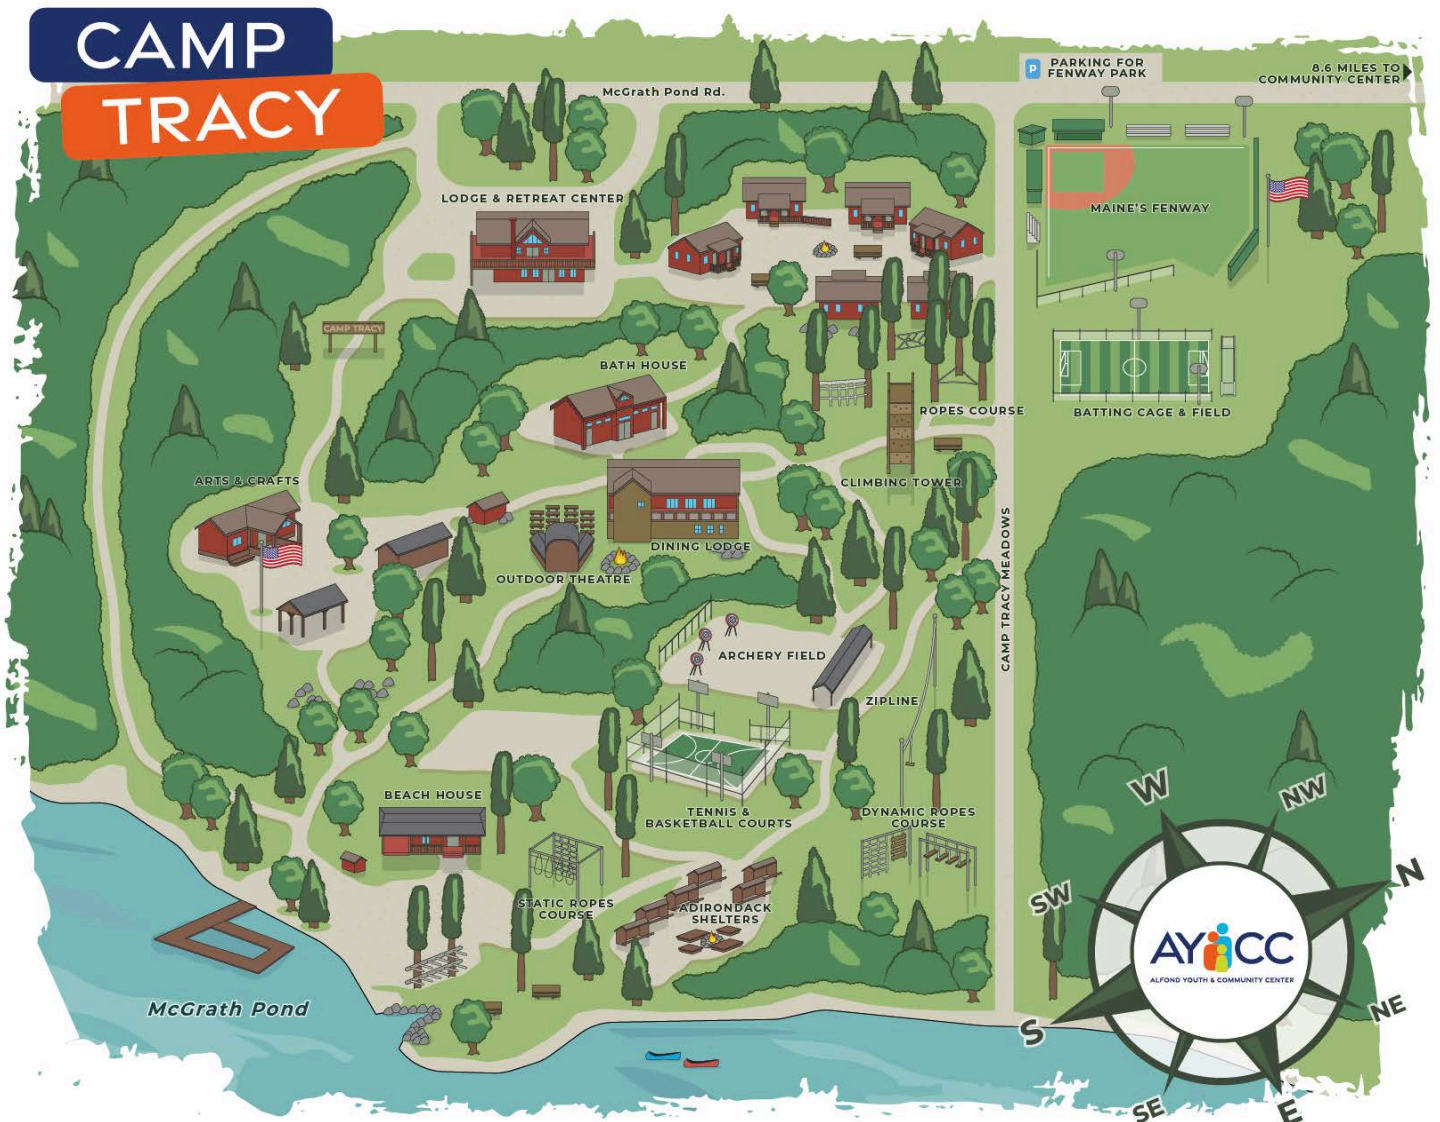 CAMP
TRACY
McGrath Pond Rd.
P
PARKING FOR
FENWAY PARK
8.6 MILES TO
COMMUNITY CENTER
LODGE & RETREAT CENTER
MAINE'S FENWAY
CAMP TRACY
BATH HOUSE
ROPES COURSE
BATTING CAGE & FIELD
ARTS & CRAFTS
CLIMBING TOWER
DINING LODGE
OUTDOOR THEATRE
CAMP TRACY MEADOWS
ARCHERY FIELD
ZIPLINE
BEACH HOUSE
TENNIS &
BASKETBALL COURTS
DYNAMIC ROPES
COURSE
STATIC ROPES
COURSE
ADIRONDACK
SHELTERS
McGrath Pond
W
NW
N
SW
AYCC
ALFOND YOUTH & COMMUNITY CENTER
S
NE
SE
E